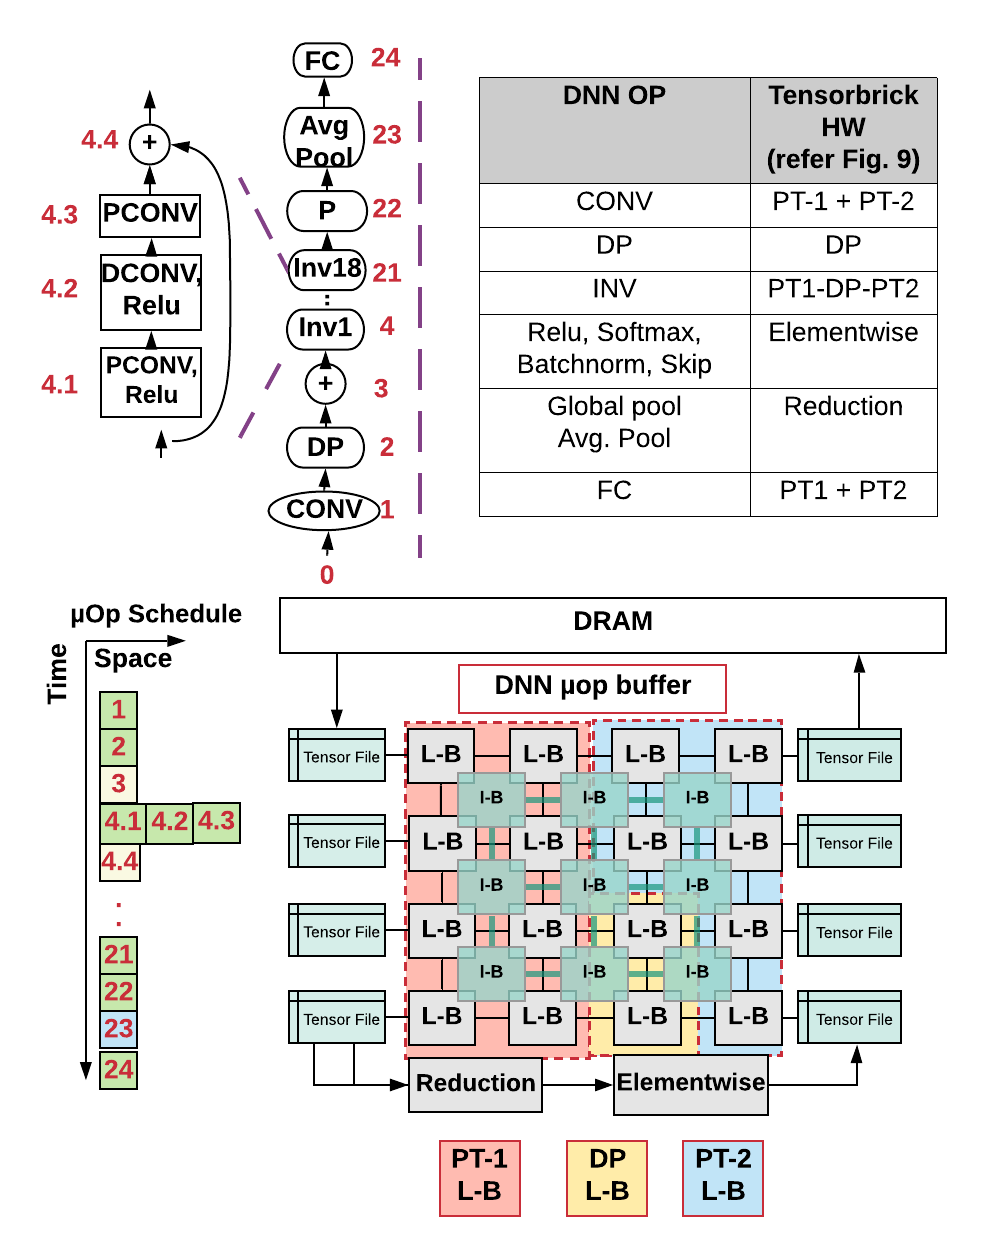 4.4
+
4.3
PCONV
4.2
DCONV,
Relu
4.1
PCONV,
Relu
FC
24
Avg
Pool
23
P
22
Inv18
21
:
Inv1
4
+
3
DP
2
CONV
1
0
DNN OP
Tensorbrick
HW
(refer Fig. 9)
CONV
PT-1 + PT-2
DP
DP
INV
PT1-DP-PT2
Relu, Softmax,
Batchnorm, Skip
Elementwise
Global pool
Avg. Pool
Reduction
FC
PT1 + PT2
µOp Schedule
Space
Time
1
2
3
4.1 4.2 4.3
4.4
:
21
22
23
24
DRAM
DNN µop buffer
Tensor File L-B L-B L-B L-B Tensor File
I-B I-B I-B
Tensor File L-B L-B L-B L-B Tensor File
I-B I-B I-B
Tensor File L-B L-B L-B L-B Tensor File
I-B I-B I-B
Tensor File L-B L-B L-B L-B Tensor File
Reduction
Elementwise
PT-1
L-B
DP
L-B
PT-2
L-B